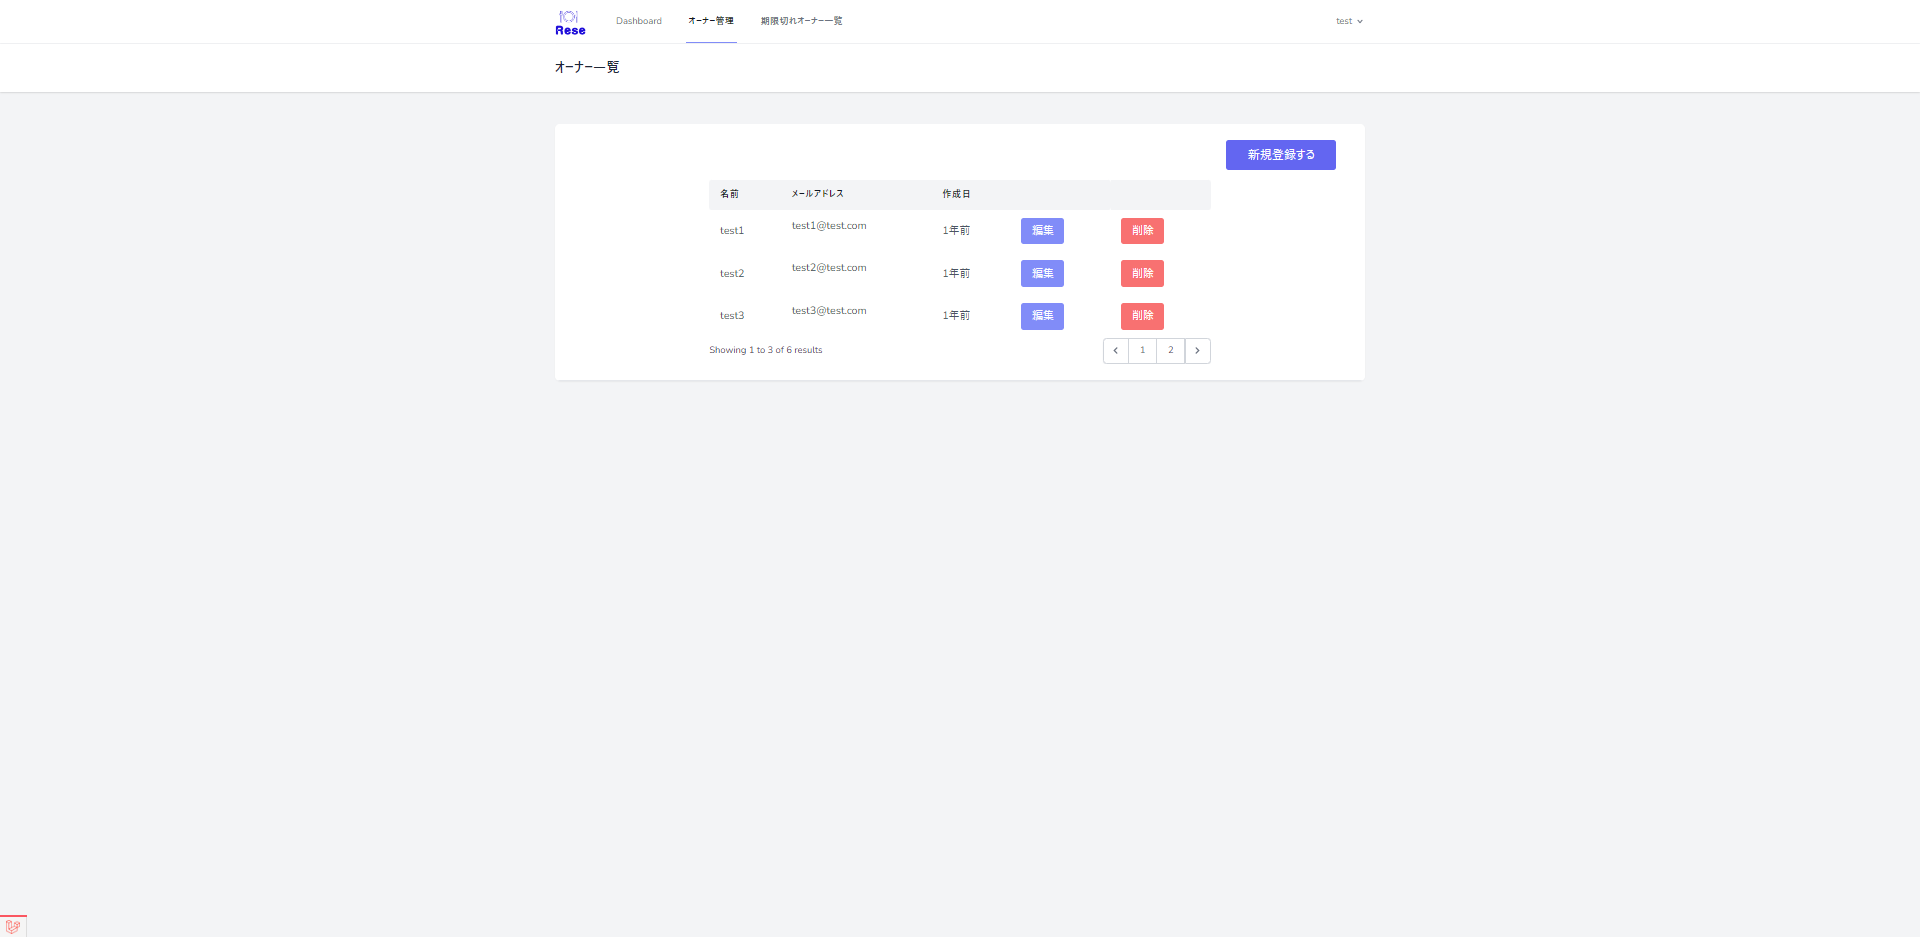 Rese Dashboard オーナー管理 期限切れオーナー一覧 test
オーナー一覧
新規登録する
名前 メールアドレス 作成日
test1 test1@test.com 1年前 編集 削除
test2 test2@test.com 1年前 編集 削除
test3 test3@test.com 1年前 編集 削除
Showing 1 to 3 of 6 results 1 2